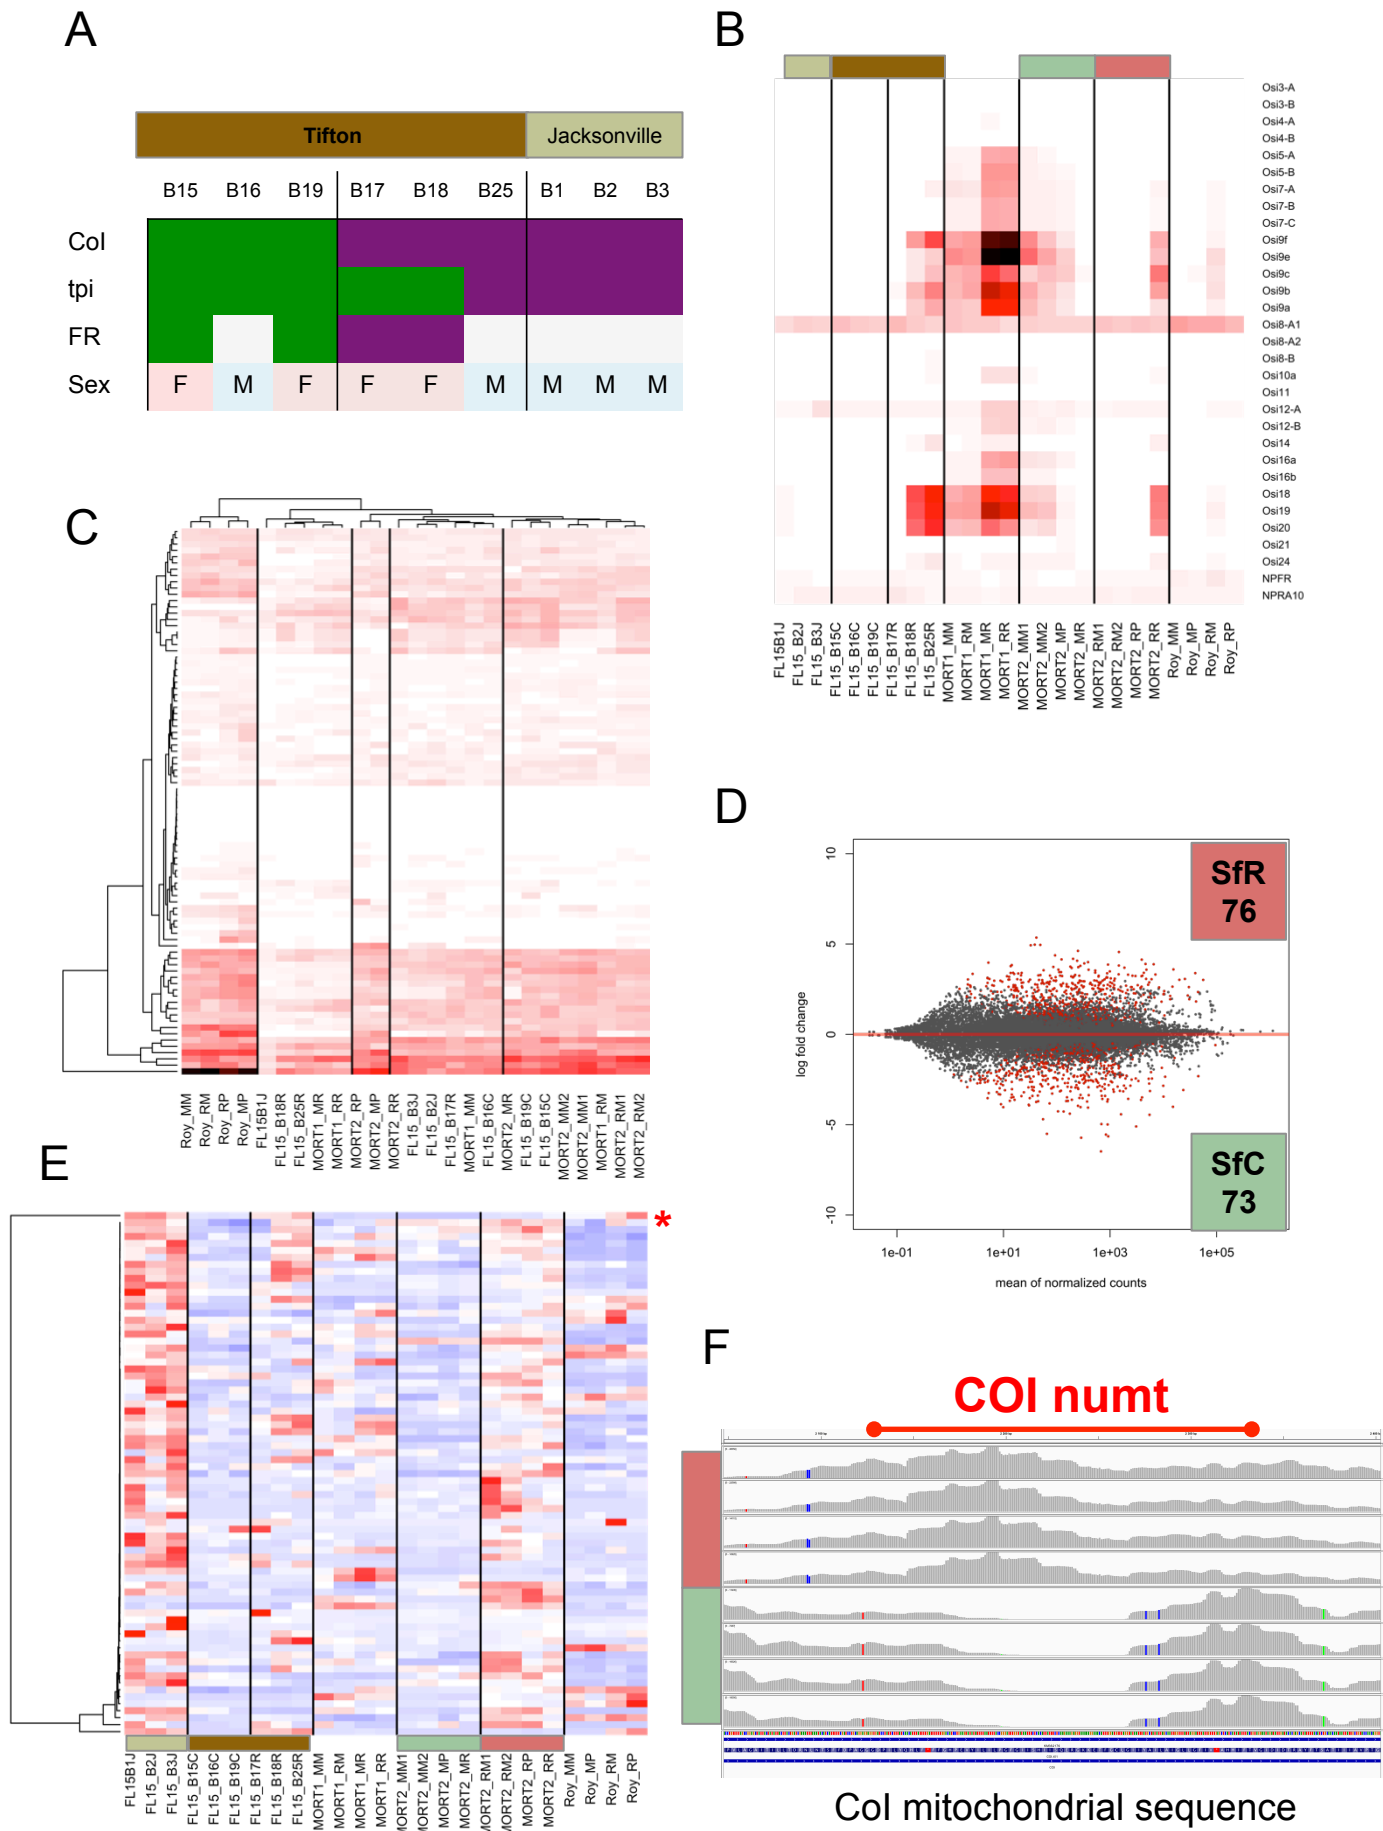 A
Tifton
Jacksonville
B15 B16 B19 B17 B18 B25 B1 B2 B3
CoI
tpi
FR
Sex F M F F F M M M M
B
Osi3-A
Osi3-B
Osi4-A
Osi4-B
Osi5-A
Osi5-B
Osi7-A
Osi7-B
Osi7-C
Osi9f
Osi9e
Osi9c
Osi9b
Osi9a
Osi8-A1
Osi8-A2
Osi8-B
Osi10a
Osi11
Osi12-A
Osi12-B
Osi14
Osi16a
Osi16b
Osi18
Osi19
Osi20
Osi21
Osi24
NPFR
NPRA10
FL15B1J
FL15_B2J
FL15_B3J
FL15_B15C
FL15_B16C
FL15_B19C
FL15_B17R
FL15_B18R
FL15_B25R
MORT1_MM
MORT1_RM
MORT1_MR
MORT1_RR
MORT2_MM1
MORT2_MM2
MORT2_MP
MORT2_MR
MORT2_RM1
MORT2_RM2
MORT2_RP
MORT2_RR
Roy_MM
Roy_MP
Roy_RM
Roy_RP
C
Roy_MM
Roy_RM
Roy_RP
Roy_MP
FL15B1J
FL15_B18R
FL15_B25R
MORT1_MR
MORT1_RR
MORT2_RP
MORT2_MP
MORT2_RR
FL15_B3J
FL15_B2J
FL15_B17R
MORT1_MM
FL15_B16C
MORT2_MR
FL15_B19C
FL15_B15C
MORT2_MM2
MORT2_MM1
MORT1_RM
MORT2_RM1
MORT2_RM2
D
SfR
76
SfC
73
log fold change
10
5
0
-5
-10
1e-01 1e+01 1e+03 1e+05
mean of normalized counts
E
*
FL15B1J
FL15_B2J
FL15_B3J
FL15_B15C
FL15_B16C
FL15_B19C
FL15_B17R
FL15_B18R
FL15_B25R
MORT1_MM
MORT1_RM
MORT1_MR
MORT1_RR
MORT2_MM1
MORT2_MM2
MORT2_MP
MORT2_MR
MORT2_RM1
MORT2_RM2
MORT2_RP
MORT2_RR
Roy_MM
Roy_MP
Roy_RM
Roy_RP
F
COI numt
CoI mitochondrial sequence